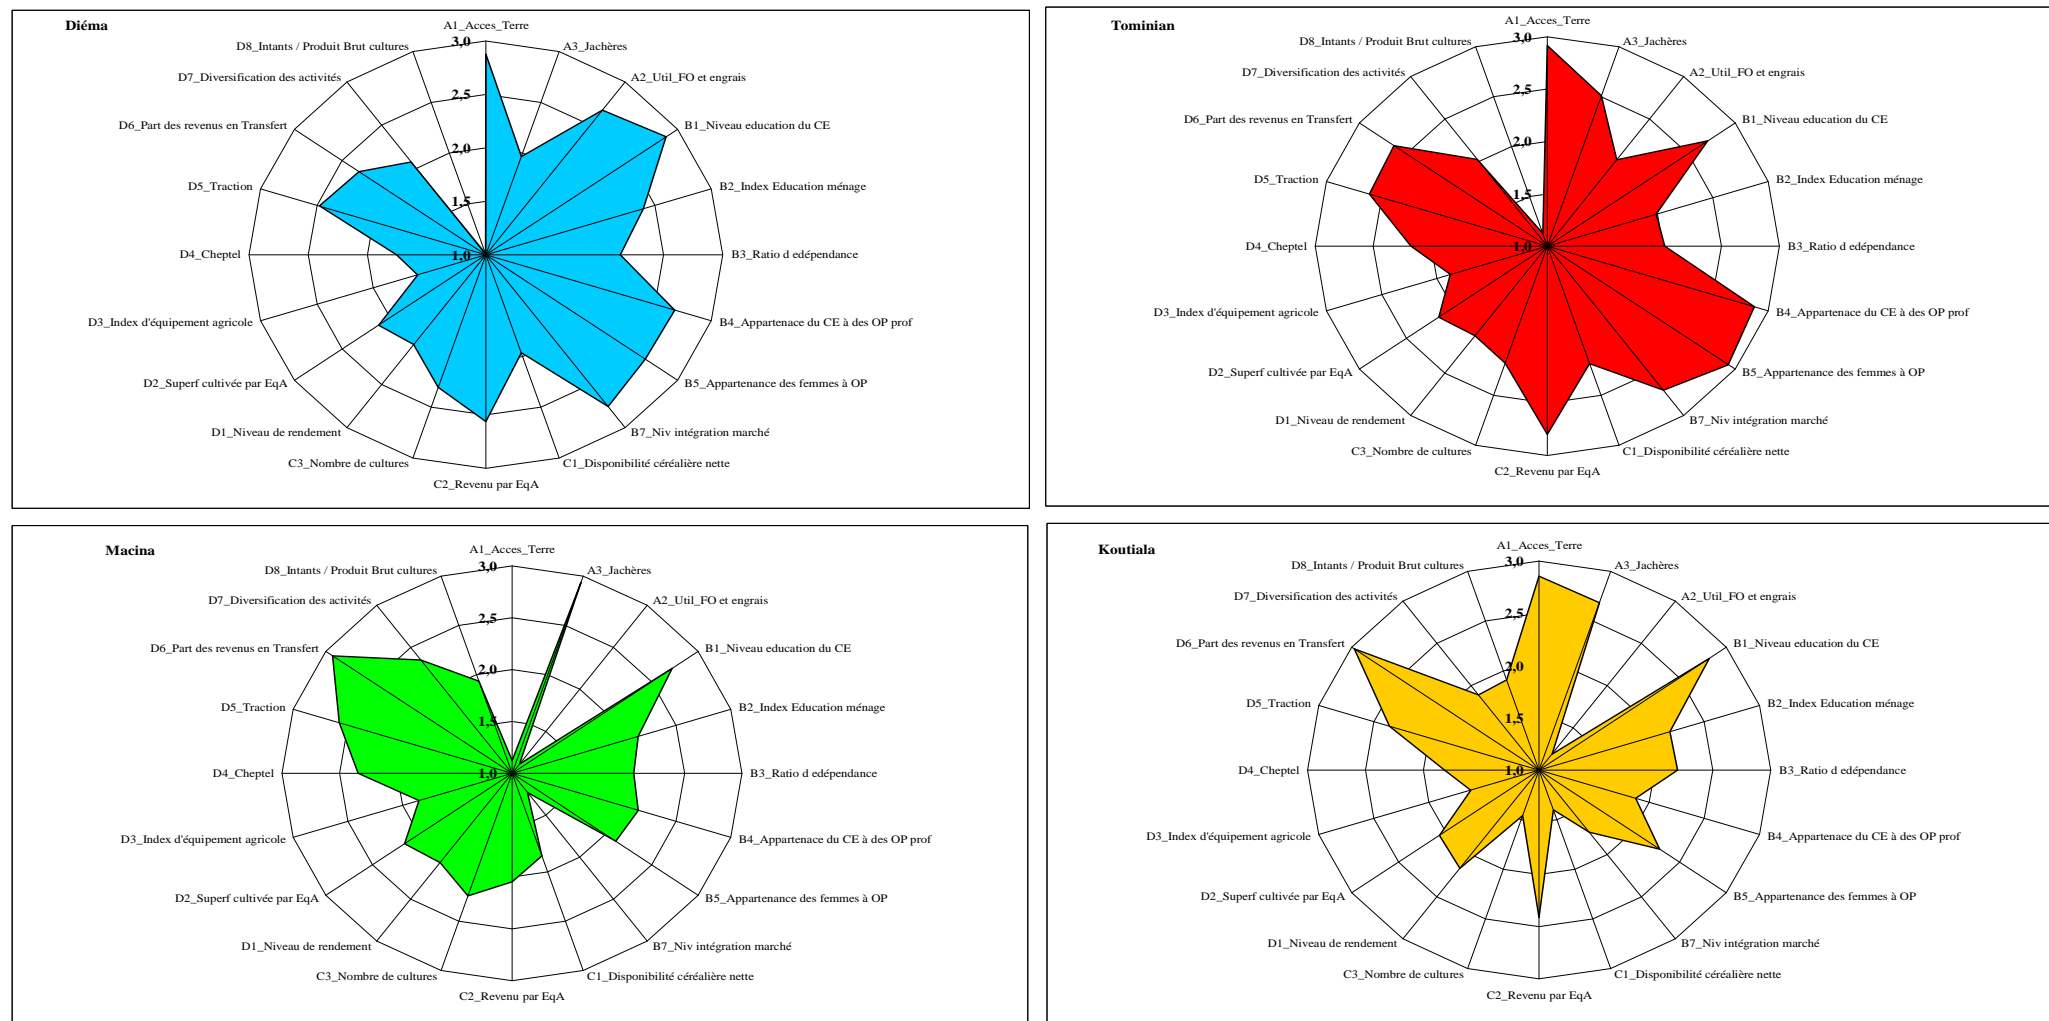 Diéma
A1_Acces_Terre
A3_Jachères
A2_Util_FO et engrais
B1_Niveau education du CE
B2_Index Education ménage
B3_Ratio d edépendance
B4_Appartenace du CE à des OP prof
B5_Appartenance des femmes à OP
B7_Niv intégration marché
C1_Disponibilité céréalière nette
C2_Revenu par EqA
C3_Nombre de cultures
D1_Niveau de rendement
D2_Superf cultivée par EqA
D3_Index d'équipement agricole
D4_Cheptel
D5_Traction
D6_Part des revenus en Transfert
D7_Diversification des activités
D8_Intants / Produit Brut cultures
3,0
2,5
2,0
1,5
1,0
Tominian
A1_Acces_Terre
A3_Jachères
A2_Util_FO et engrais
B1_Niveau education du CE
B2_Index Education ménage
B3_Ratio d edépendance
B4_Appartenace du CE à des OP prof
B5_Appartenance des femmes à OP
B7_Niv intégration marché
C1_Disponibilité céréalière nette
C2_Revenu par EqA
C3_Nombre de cultures
D1_Niveau de rendement
D2_Superf cultivée par EqA
D3_Index d'équipement agricole
D4_Cheptel
D5_Traction
D6_Part des revenus en Transfert
D7_Diversification des activités
D8_Intants / Produit Brut cultures
3,0
2,5
2,0
1,5
1,0
Macina
A1_Acces_Terre
A3_Jachères
A2_Util_FO et engrais
B1_Niveau education du CE
B2_Index Education ménage
B3_Ratio d edépendance
B4_Appartenace du CE à des OP prof
B5_Appartenance des femmes à OP
B7_Niv intégration marché
C1_Disponibilité céréalière nette
C2_Revenu par EqA
C3_Nombre de cultures
D1_Niveau de rendement
D2_Superf cultivée par EqA
D3_Index d'équipement agricole
D4_Cheptel
D5_Traction
D6_Part des revenus en Transfert
D7_Diversification des activités
D8_Intants / Produit Brut cultures
3,0
2,5
2,0
1,5
1,0
Koutiala
A1_Acces_Terre
A3_Jachères
A2_Util_FO et engrais
B1_Niveau education du CE
B2_Index Education ménage
B3_Ratio d edépendance
B4_Appartenace du CE à des OP prof
B5_Appartenance des femmes à OP
B7_Niv intégration marché
C1_Disponibilité céréalière nette
C2_Revenu par EqA
C3_Nombre de cultures
D1_Niveau de rendement
D2_Superf cultivée par EqA
D3_Index d'équipement agricole
D4_Cheptel
D5_Traction
D6_Part des revenus en Transfert
D7_Diversification des activités
D8_Intants / Produit Brut cultures
3,0
2,5
2,0
1,5
1,0